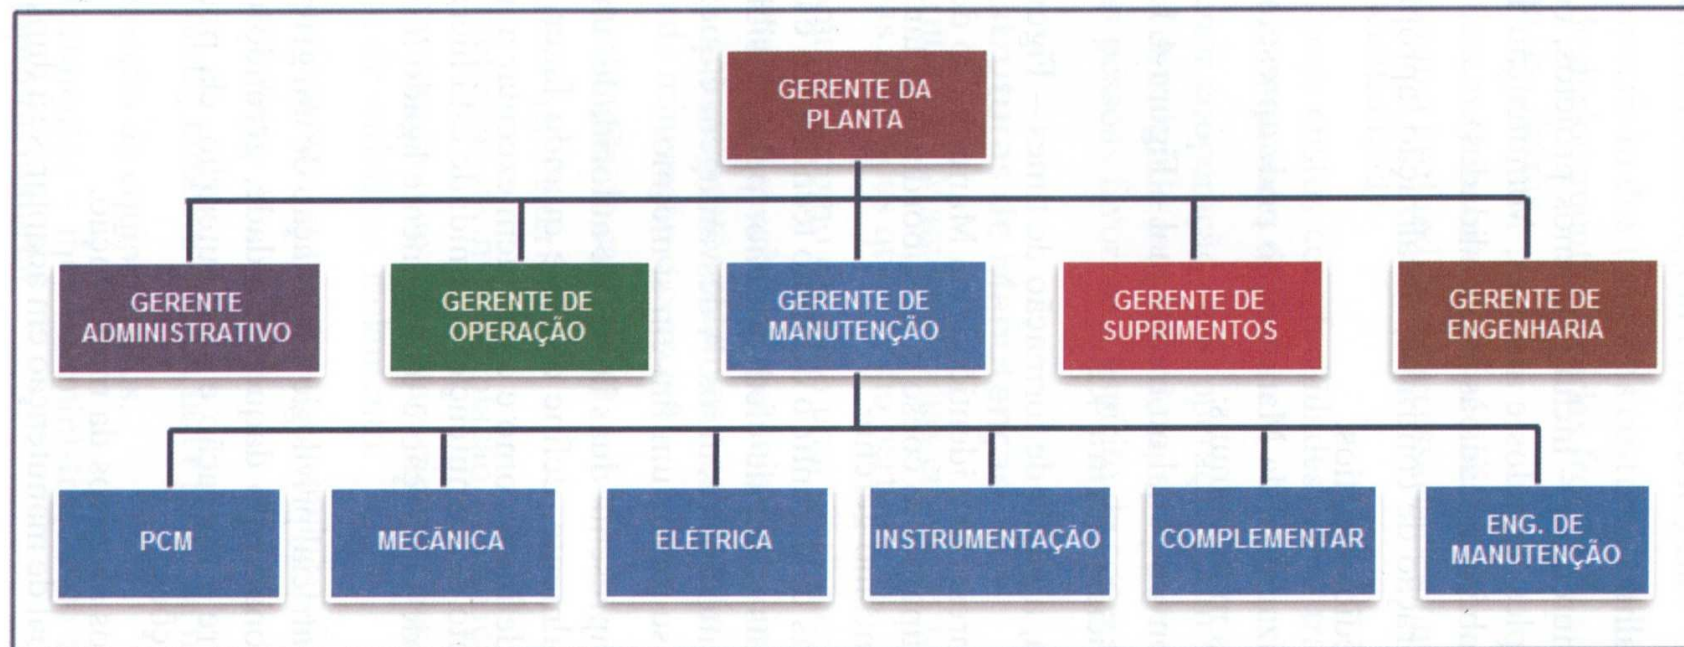 GERENTE DA
PLANTA
GERENTE
ADMINISTRATIVO
GERENTE DE
OPERAÇÃO
GERENTE DE
MANUTENÇÃO
GERENTE DE
SUPRIMENTOS
GERENTE DE
ENGENHARIA
PCM
MECÂNICA
ELÉTRICA
INSTRUMENTAÇÃO
COMPLEMENTAR
ENG. DE
MANUTENÇÃO